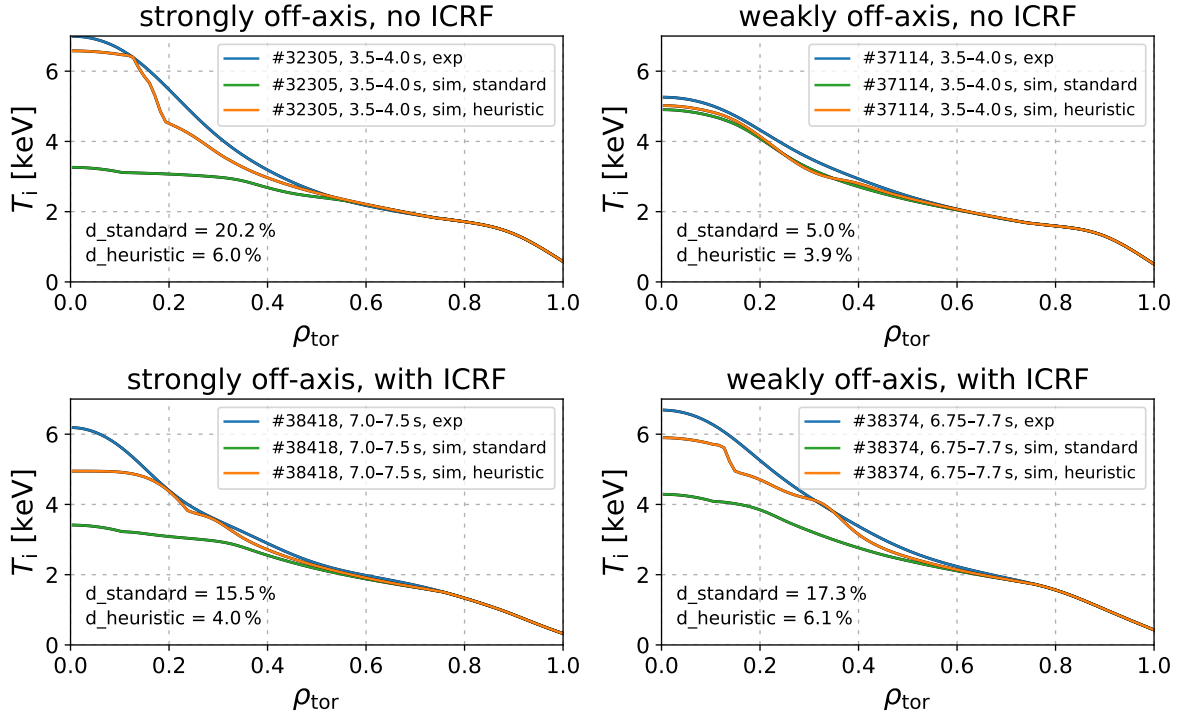 strongly off-axis, no ICRF
#32305, 3.5–4.0 s, exp
#32305, 3.5–4.0 s, sim, standard
#32305, 3.5–4.0 s, sim, heuristic
T_i [keV]
6
4
2
0
d_standard = 20.2 %
d_heuristic = 6.0 %
0.0 0.2 0.4 0.6 0.8 1.0
ρ_tor
weakly off-axis, no ICRF
#37114, 3.5–4.0 s, exp
#37114, 3.5–4.0 s, sim, standard
#37114, 3.5–4.0 s, sim, heuristic
T_i [keV]
6
4
2
0
d_standard = 5.0 %
d_heuristic = 3.9 %
0.0 0.2 0.4 0.6 0.8 1.0
ρ_tor
strongly off-axis, with ICRF
#38418, 7.0–7.5 s, exp
#38418, 7.0–7.5 s, sim, standard
#38418, 7.0–7.5 s, sim, heuristic
T_i [keV]
6
4
2
0
d_standard = 15.5 %
d_heuristic = 4.0 %
0.0 0.2 0.4 0.6 0.8 1.0
ρ_tor
weakly off-axis, with ICRF
#38374, 6.75–7.7 s, exp
#38374, 6.75–7.7 s, sim, standard
#38374, 6.75–7.7 s, sim, heuristic
T_i [keV]
6
4
2
0
d_standard = 17.3 %
d_heuristic = 6.1 %
0.0 0.2 0.4 0.6 0.8 1.0
ρ_tor